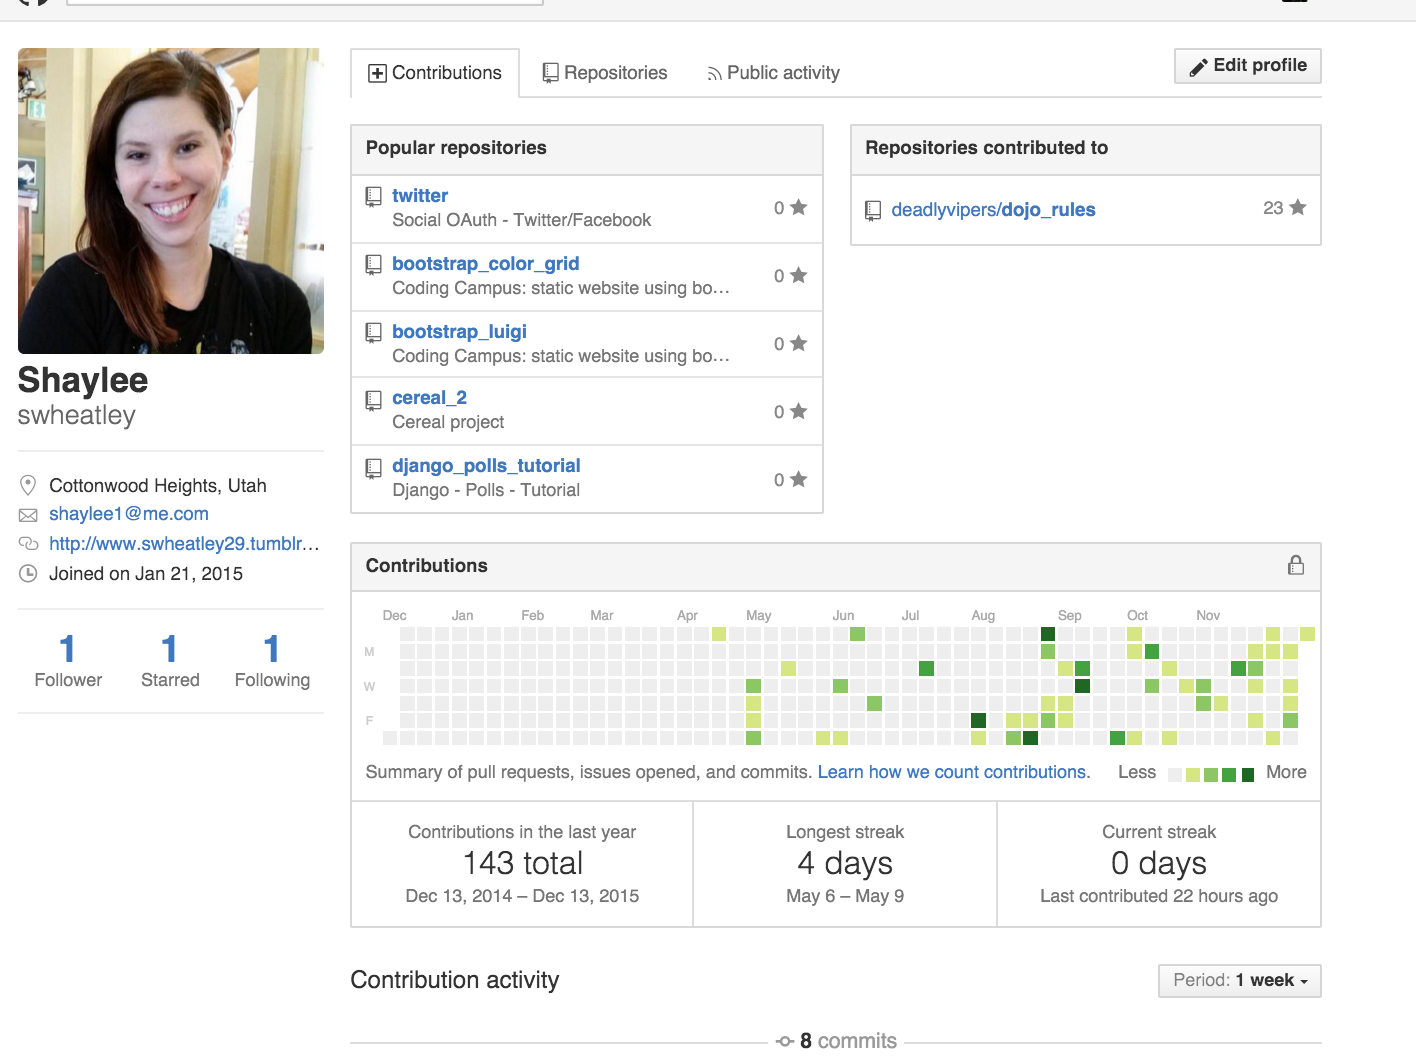 Contributions
Repositories
Public activity
Edit profile
Shaylee
swheatley
Cottonwood Heights, Utah
shaylee1@me.com
http://www.swheatley29.tumblr...
Joined on Jan 21, 2015
1 1 1
Follower Starred Following
Popular repositories
twitter
Social OAuth - Twitter/Facebook
0
bootstrap_color_grid
Coding Campus: static website using bo...
0
bootstrap_luigi
Coding Campus: static website using bo...
0
cereal_2
Cereal project
0
django_polls_tutorial
Django - Polls - Tutorial
0
Repositories contributed to
deadlyvipers/dojo_rules
23
Contributions
Dec Jan Feb Mar Apr May Jun Jul Aug Sep Oct Nov
M
W
F
Summary of pull requests, issues opened, and commits. Learn how we count contributions.
Less More
Contributions in the last year
143 total
Dec 13, 2014 – Dec 13, 2015
Longest streak
4 days
May 6 – May 9
Current streak
0 days
Last contributed 22 hours ago
Contribution activity
Period: 1 week
8 commits